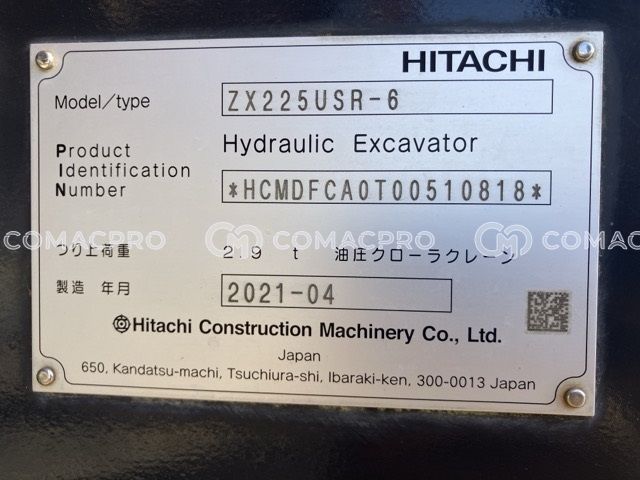 HITACHI
Model/type ZX225USR-6
Hydraulic Excavator
Product
Identification
Number *HCMDFCA0T00510818*
COMACPRO COMACPRO COMACPRO
つり上荷重 2.9 t 油圧クローラクレーン
製造 年月 2021-04
Hitachi Construction Machinery Co., Ltd.
Japan
650, Kandatsu-machi, Tsuchiura-shi, Ibaraki-ken, 300-0013 Japan